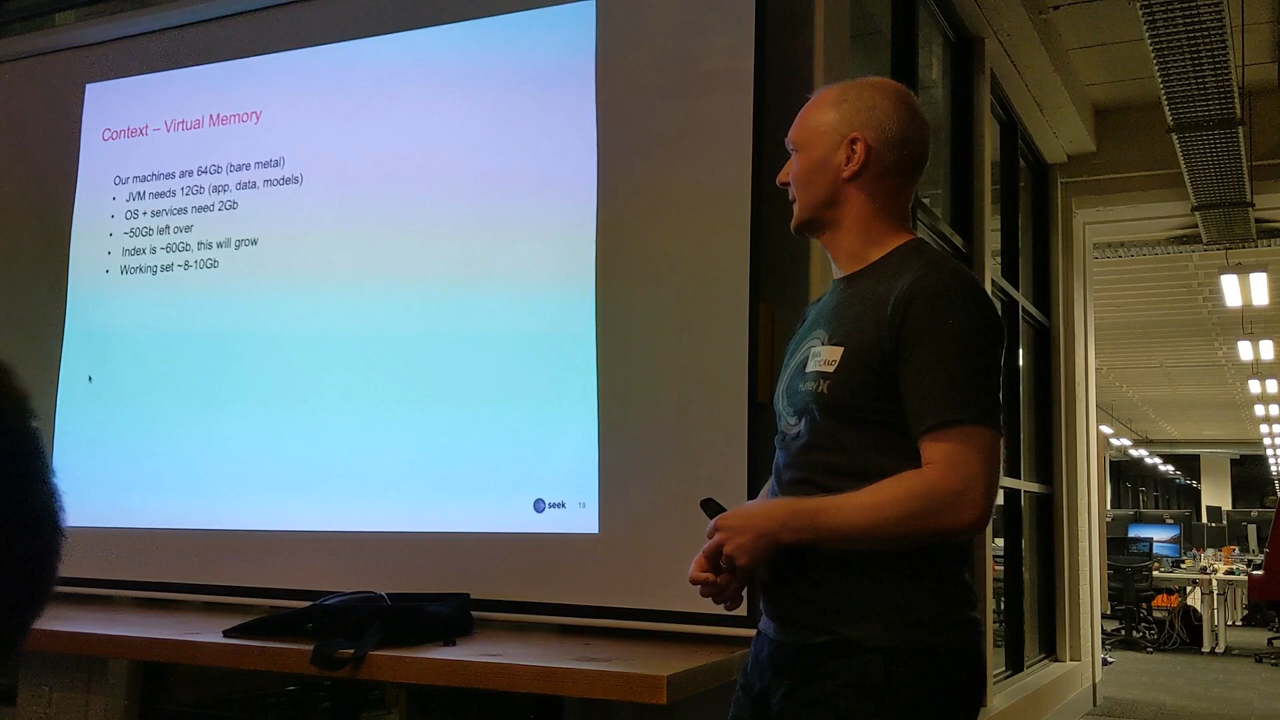 Context – Virtual Memory
Our machines are 64Gb (bare metal)
• JVM needs 12Gb (app, data, models)
• OS + services need 2Gb
• ~50Gb left over
• Index is ~60Gb, this will grow
• Working set ~8-10Gb
seek 19
Hurley